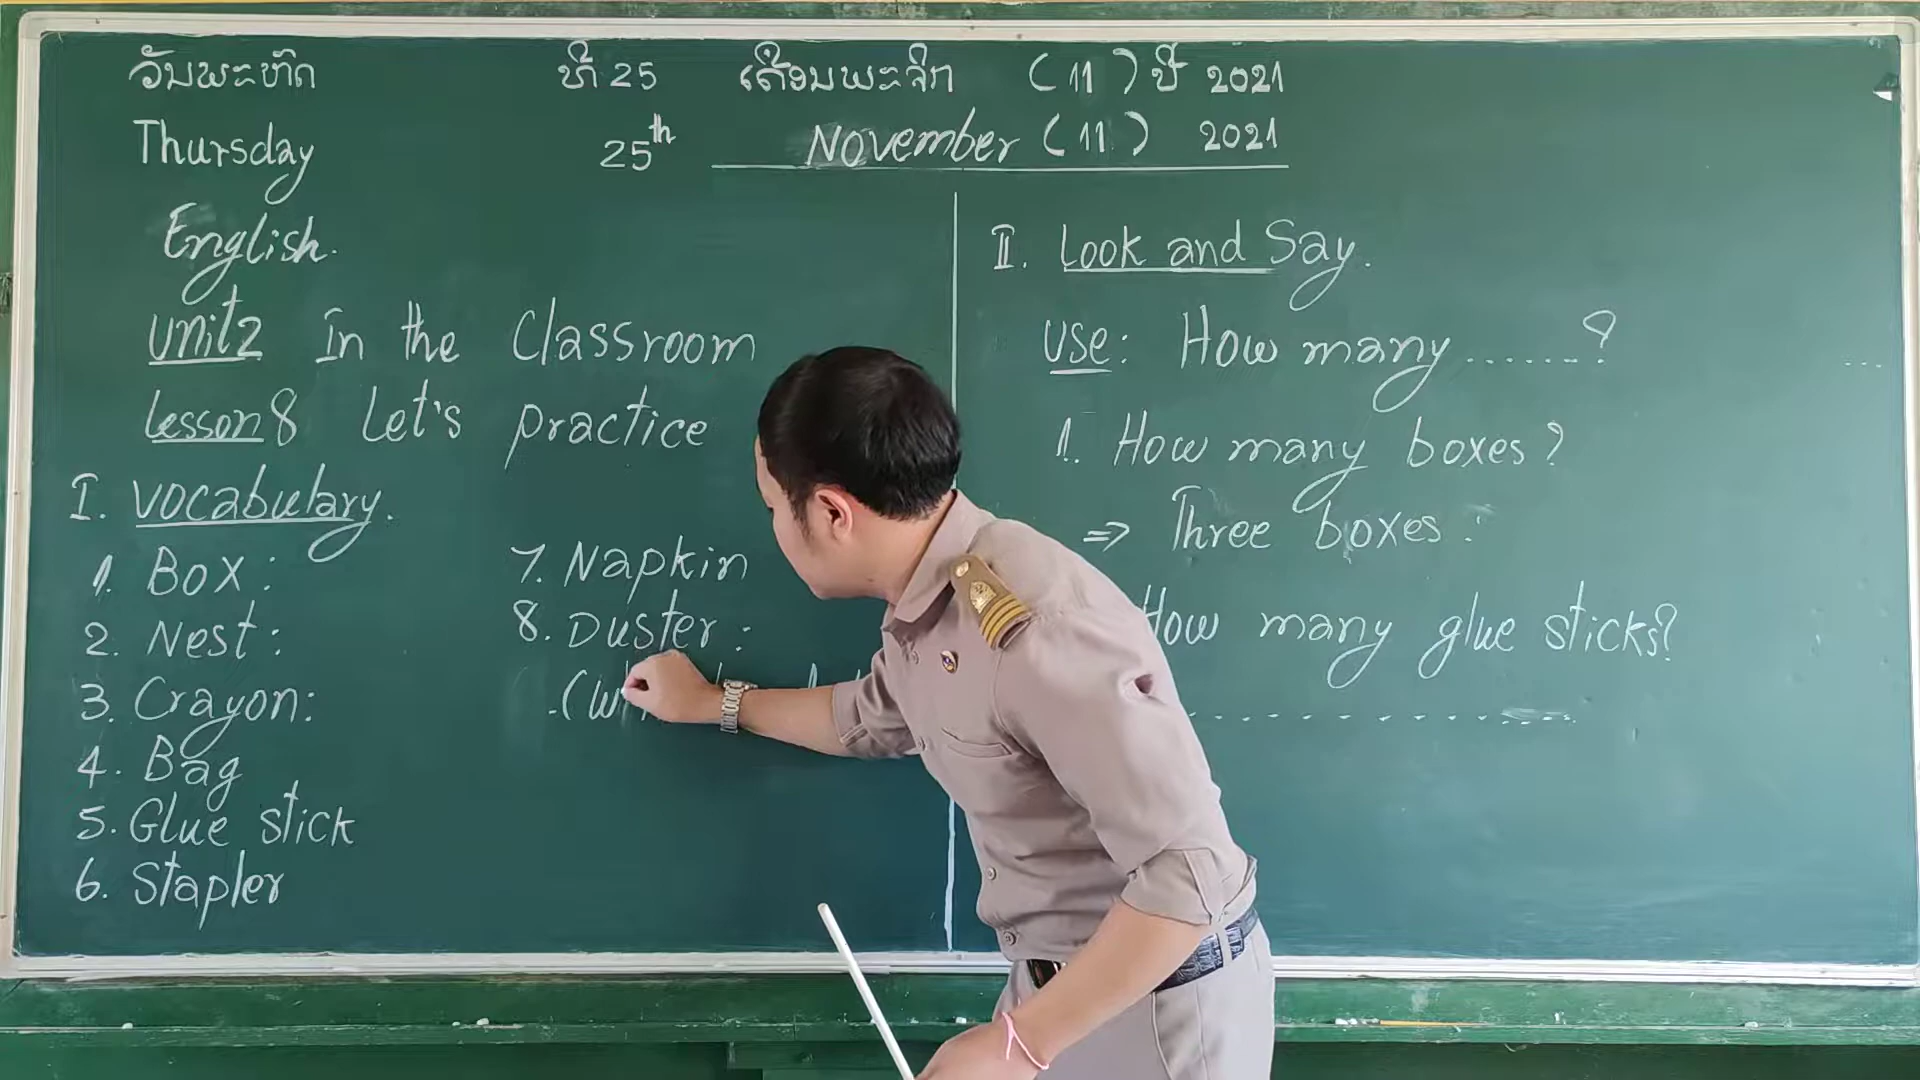 ວັນພະຫັດ ທີ 25 ເດືອນພະຈິກ (11) ປີ 2021
Thursday 25th November (11) 2021
English.
Unit2 In the Classroom
Lesson8 Let's practice
I. Vocabulary.
1. Box:
2. Nest:
3. Crayon:
4. Bag
5. Glue stick
6. Stapler
7. Napkin
8. Duster:
II. Look and Say.
Use: How many.......?
1. How many boxes?
⇒ Three boxes:
How many glue sticks?